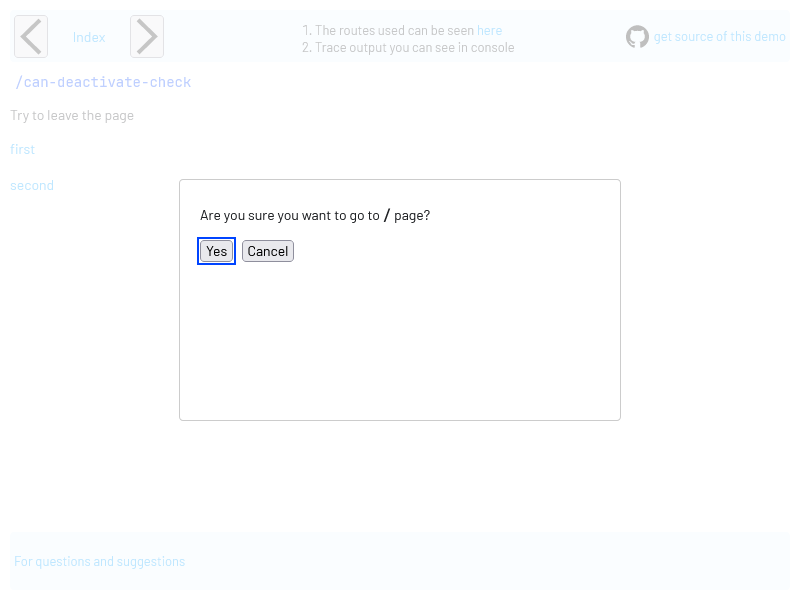 Index
1. The routes used can be seen here
2. Trace output you can see in console
get source of this demo
/can-deactivate-check
Try to leave the page
first
second
Are you sure you want to go to / page?
Yes Cancel
For questions and suggestions